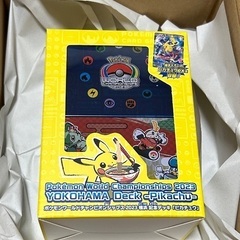 Pokémon
WORLD
Pokémon World Championships 2023
YOKOHAMA Deck -Pikachu-
ポケモンワールドチャンピオンシップス2023 横浜 記念デッキ「ピカチュウ」